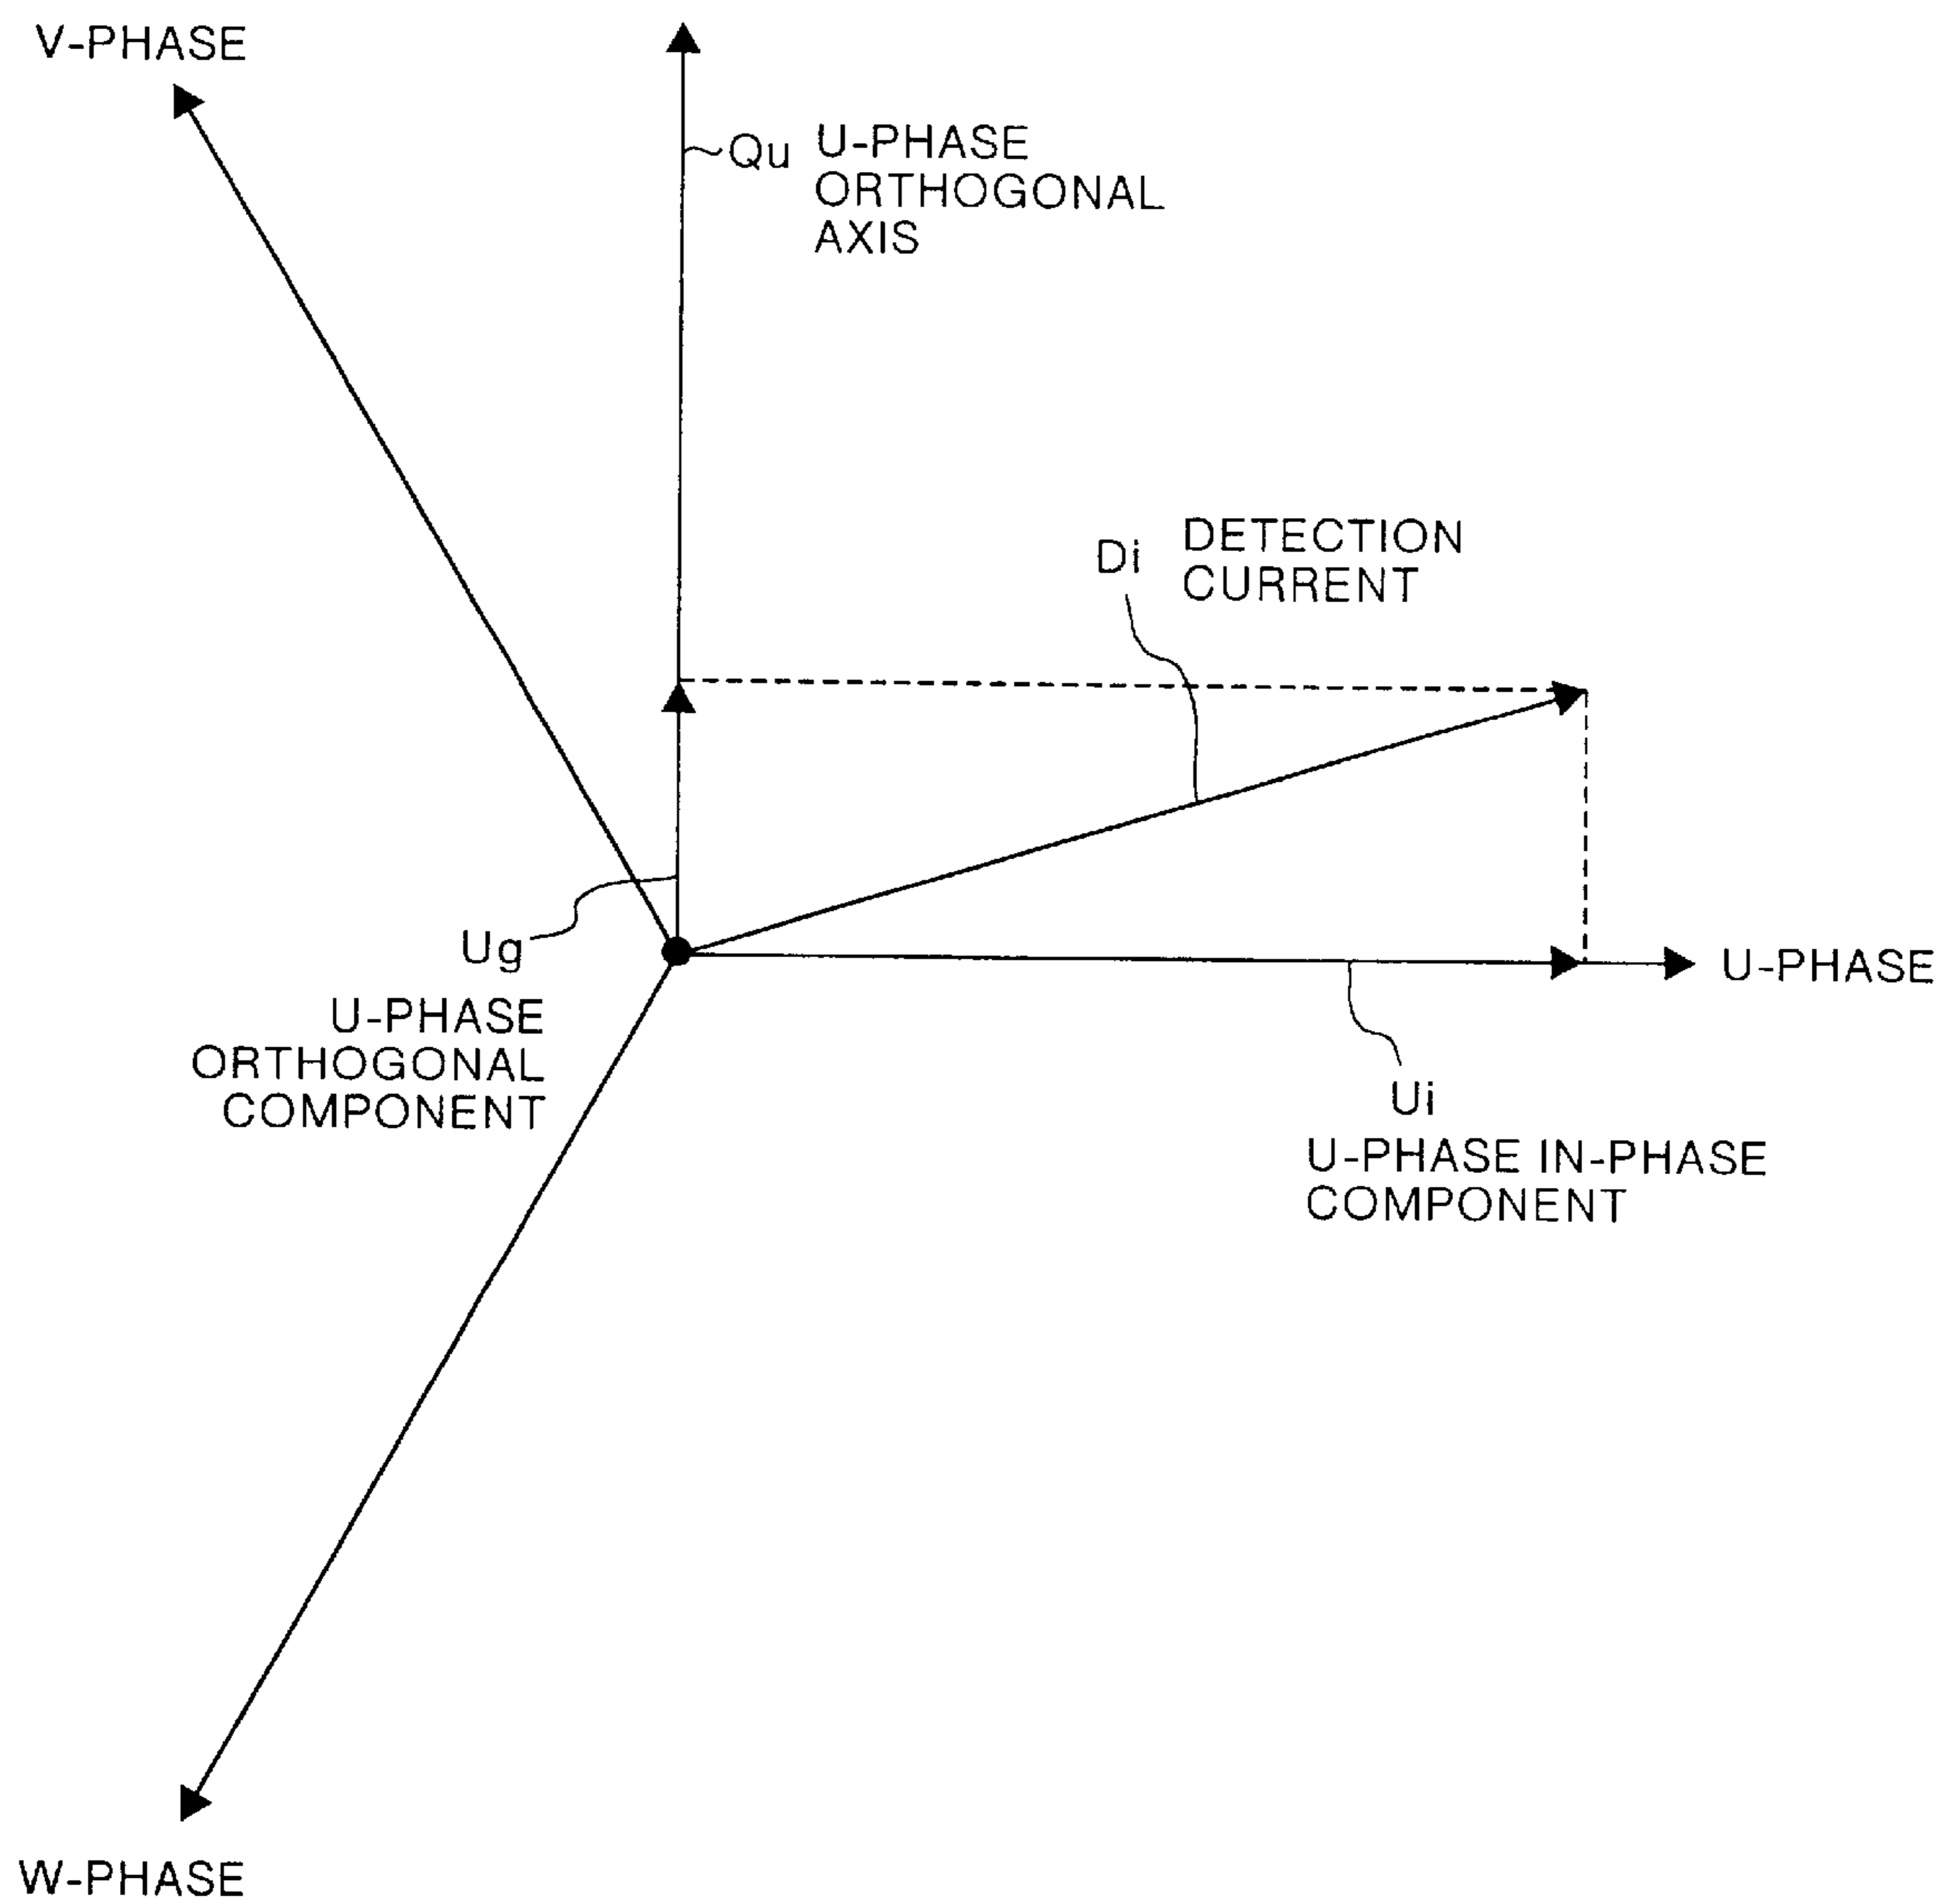 V-PHASE
Qu
U-PHASE
ORTHOGONAL
AXIS
Di
DETECTION
CURRENT
Ug
U-PHASE
ORTHOGONAL
COMPONENT
U-PHASE
Ui
U-PHASE IN-PHASE
COMPONENT
W-PHASE